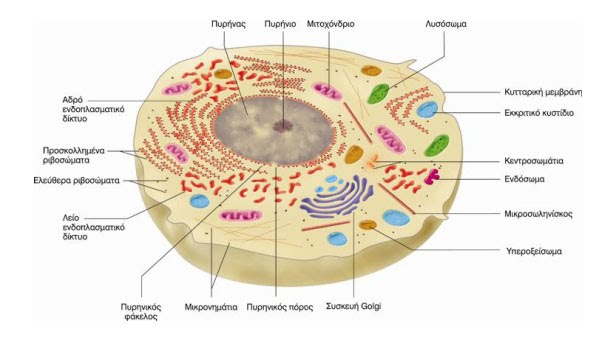 Πυρήνας
Πυρήνιο
Μιτοχόνδριο
Λυσόσωμα
Αδρό
ενδοπλασματικό
δίκτυο
Προσκολλημένα
ριβοσώματα
Ελεύθερα ριβοσώματα
Λείο
ενδοπλασματικό
δίκτυο
Κυτταρική μεμβράνη
Εκκριτικό κυστίδιο
Κεντροσωμάτια
Ενδόσωμα
Μικροσωληνίσκος
Υπεροξείσωμα
Πυρηνικός
φάκελος
Μικρονημάτια
Πυρηνικός πόρος
Συσκευή Golgi